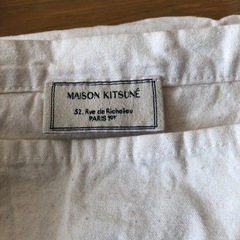 MAISON KITSUNÉ
52, Rue de Richelieu
PARIS 1er